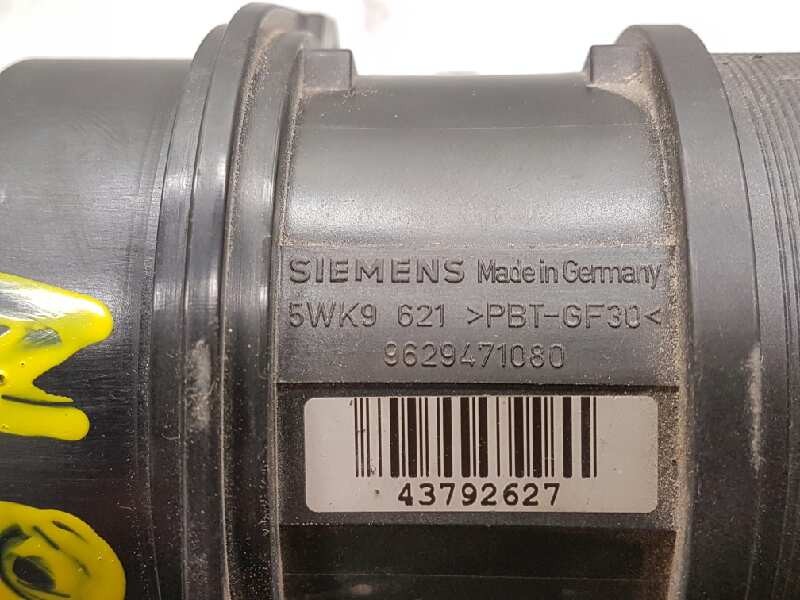 SIEMENS Made in Germany
5WK9 621 >PBT-GF30<
9629471080
43792627